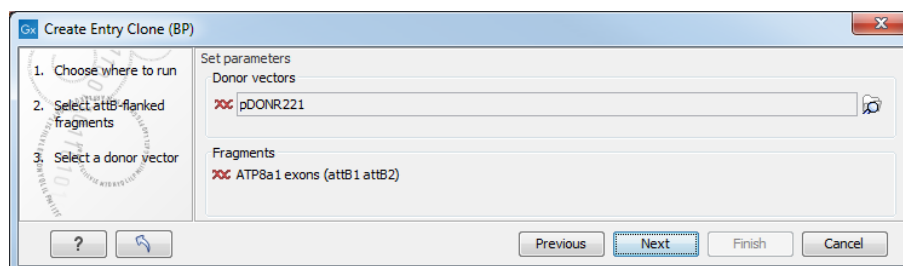 Gx Create Entry Clone (BP)
X
1. Choose where to run
2. Select attB-flanked
fragments
3. Select a donor vector
Set parameters
Donor vectors
pDONR221
Fragments
ATP8a1 exons (attB1 attB2)
?
Previous
Next
Finish
Cancel